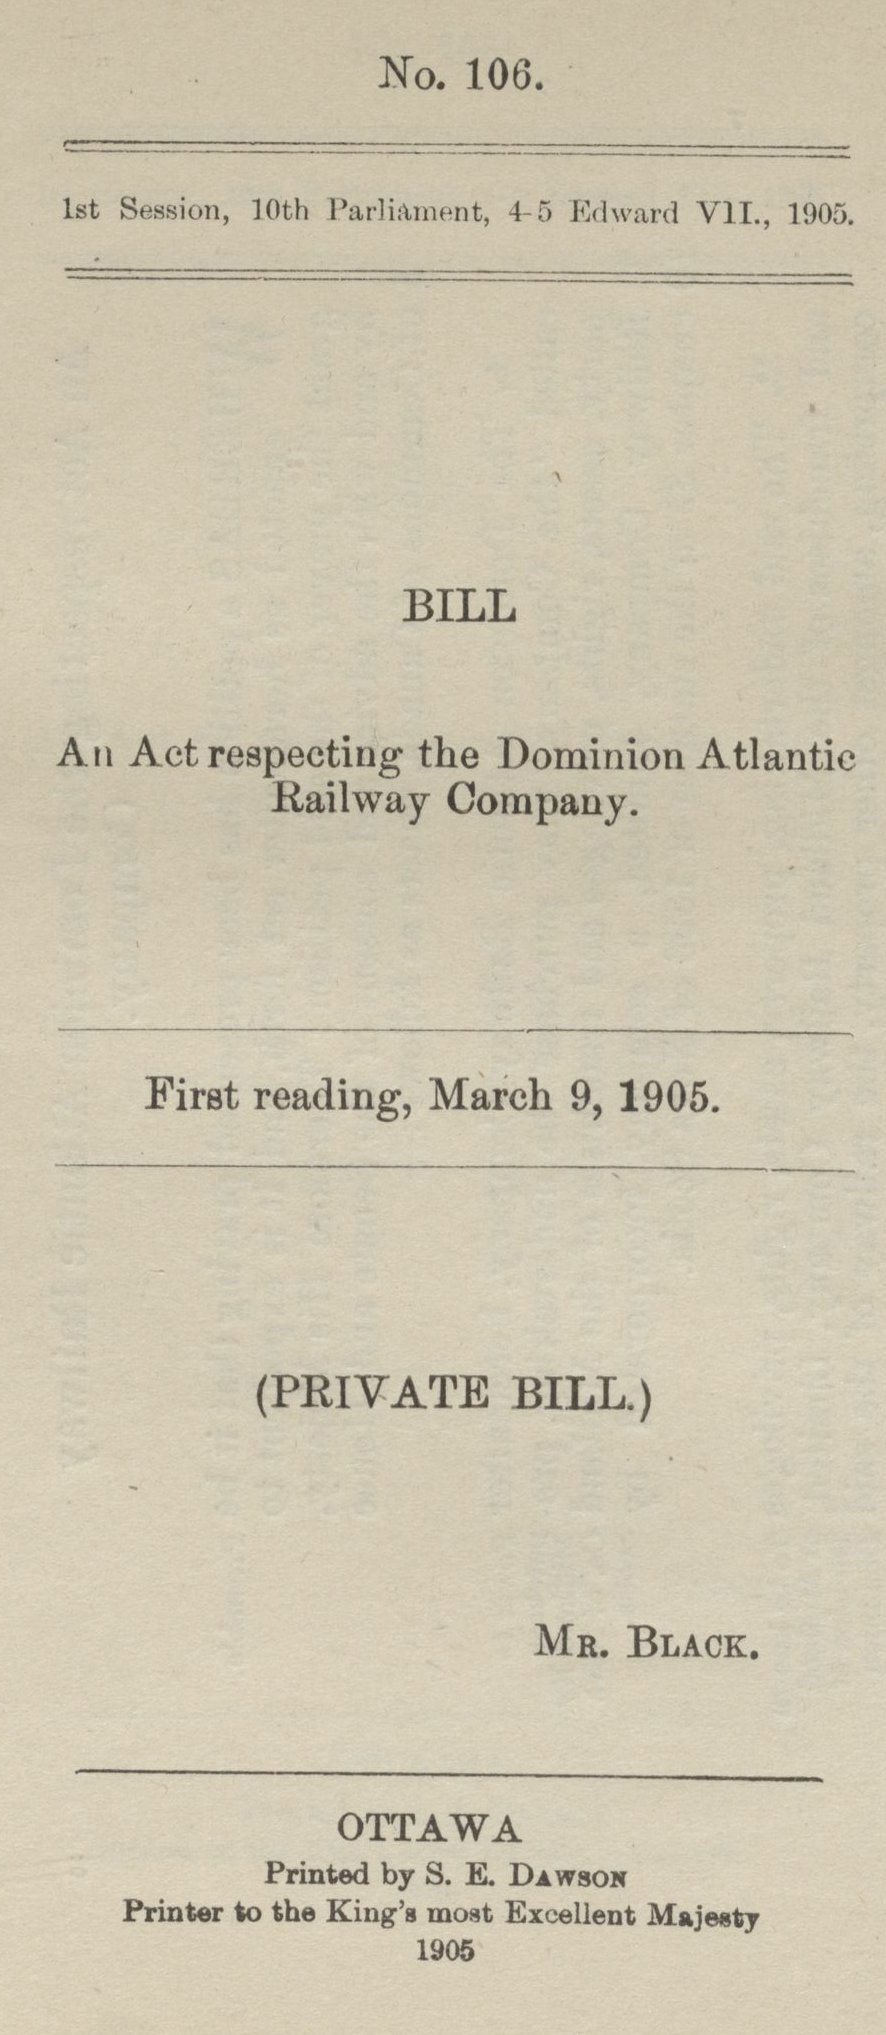 No. 106.
1st Session, 10th Parliament, 4-5 Edward VII., 1905.
BILL
An Act respecting the Dominion Atlantic
Railway Company.
First reading, March 9, 1905.
(PRIVATE BILL.)
MR. BLACK.
OTTAWA
Printed by S. E. DAWSON
Printer to the King's most Excellent Majesty
1905